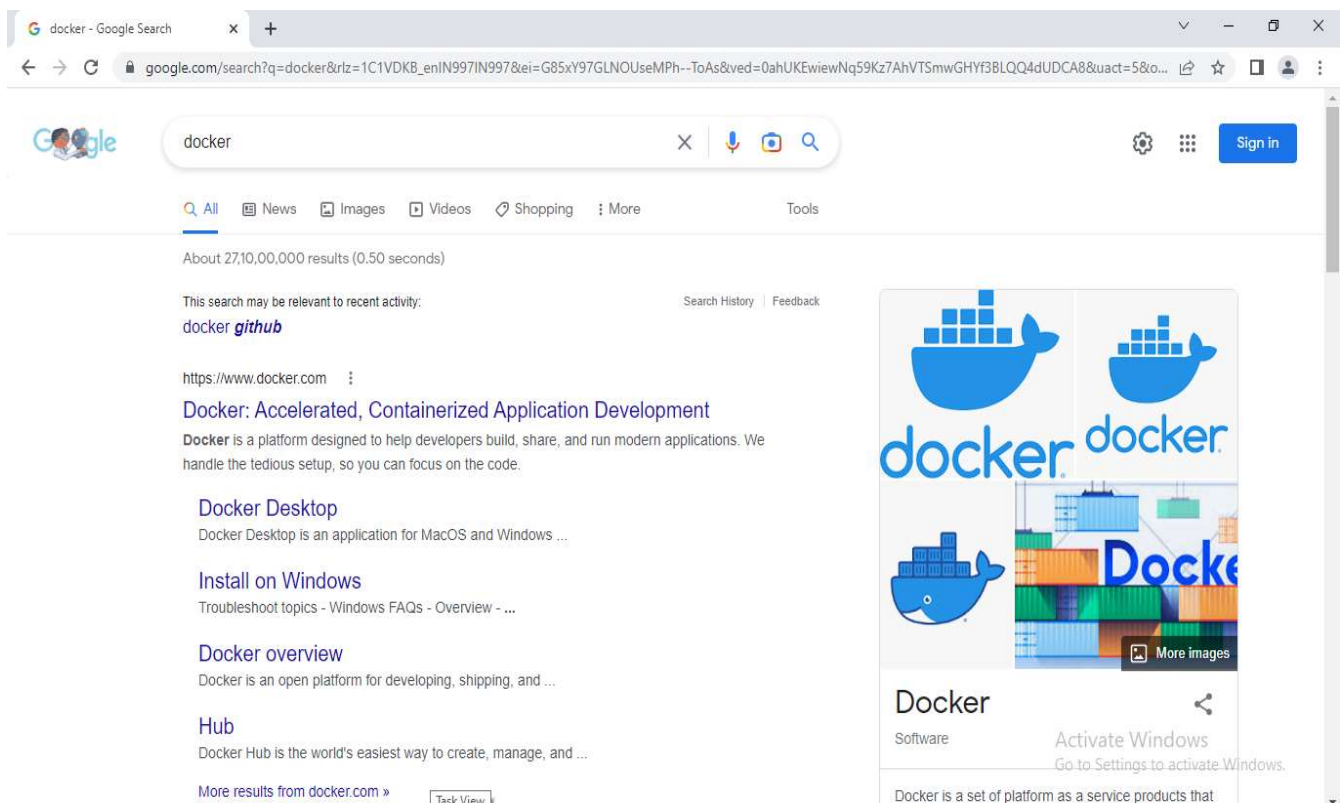 docker - Google Search
google.com/search?q=docker&rlz=1C1VDKB_enIN997IN997&ei=G85xY97GLNOUseMPh--ToAs&ved=0ahUKEwiewNq59Kz7AhVTSmwGHYf3BLQQ4dUDCA8&uact=5&o...
Google
docker
Sign in
All News Images Videos Shopping More Tools
About 27,10,00,000 results (0.50 seconds)
This search may be relevant to recent activity: Search History Feedback
docker github
https://www.docker.com
Docker: Accelerated, Containerized Application Development
Docker is a platform designed to help developers build, share, and run modern applications. We
handle the tedious setup, so you can focus on the code.
Docker Desktop
Docker Desktop is an application for MacOS and Windows ...
Install on Windows
Troubleshoot topics - Windows FAQs - Overview - ...
Docker overview
Docker is an open platform for developing, shipping, and ...
Hub
Docker Hub is the world's easiest way to create, manage, and ...
More results from docker.com »
Task View
docker
docker
Docke
More images
Docker
Software
Activate Windows
Go to Settings to activate Windows.
Docker is a set of platform as a service products that